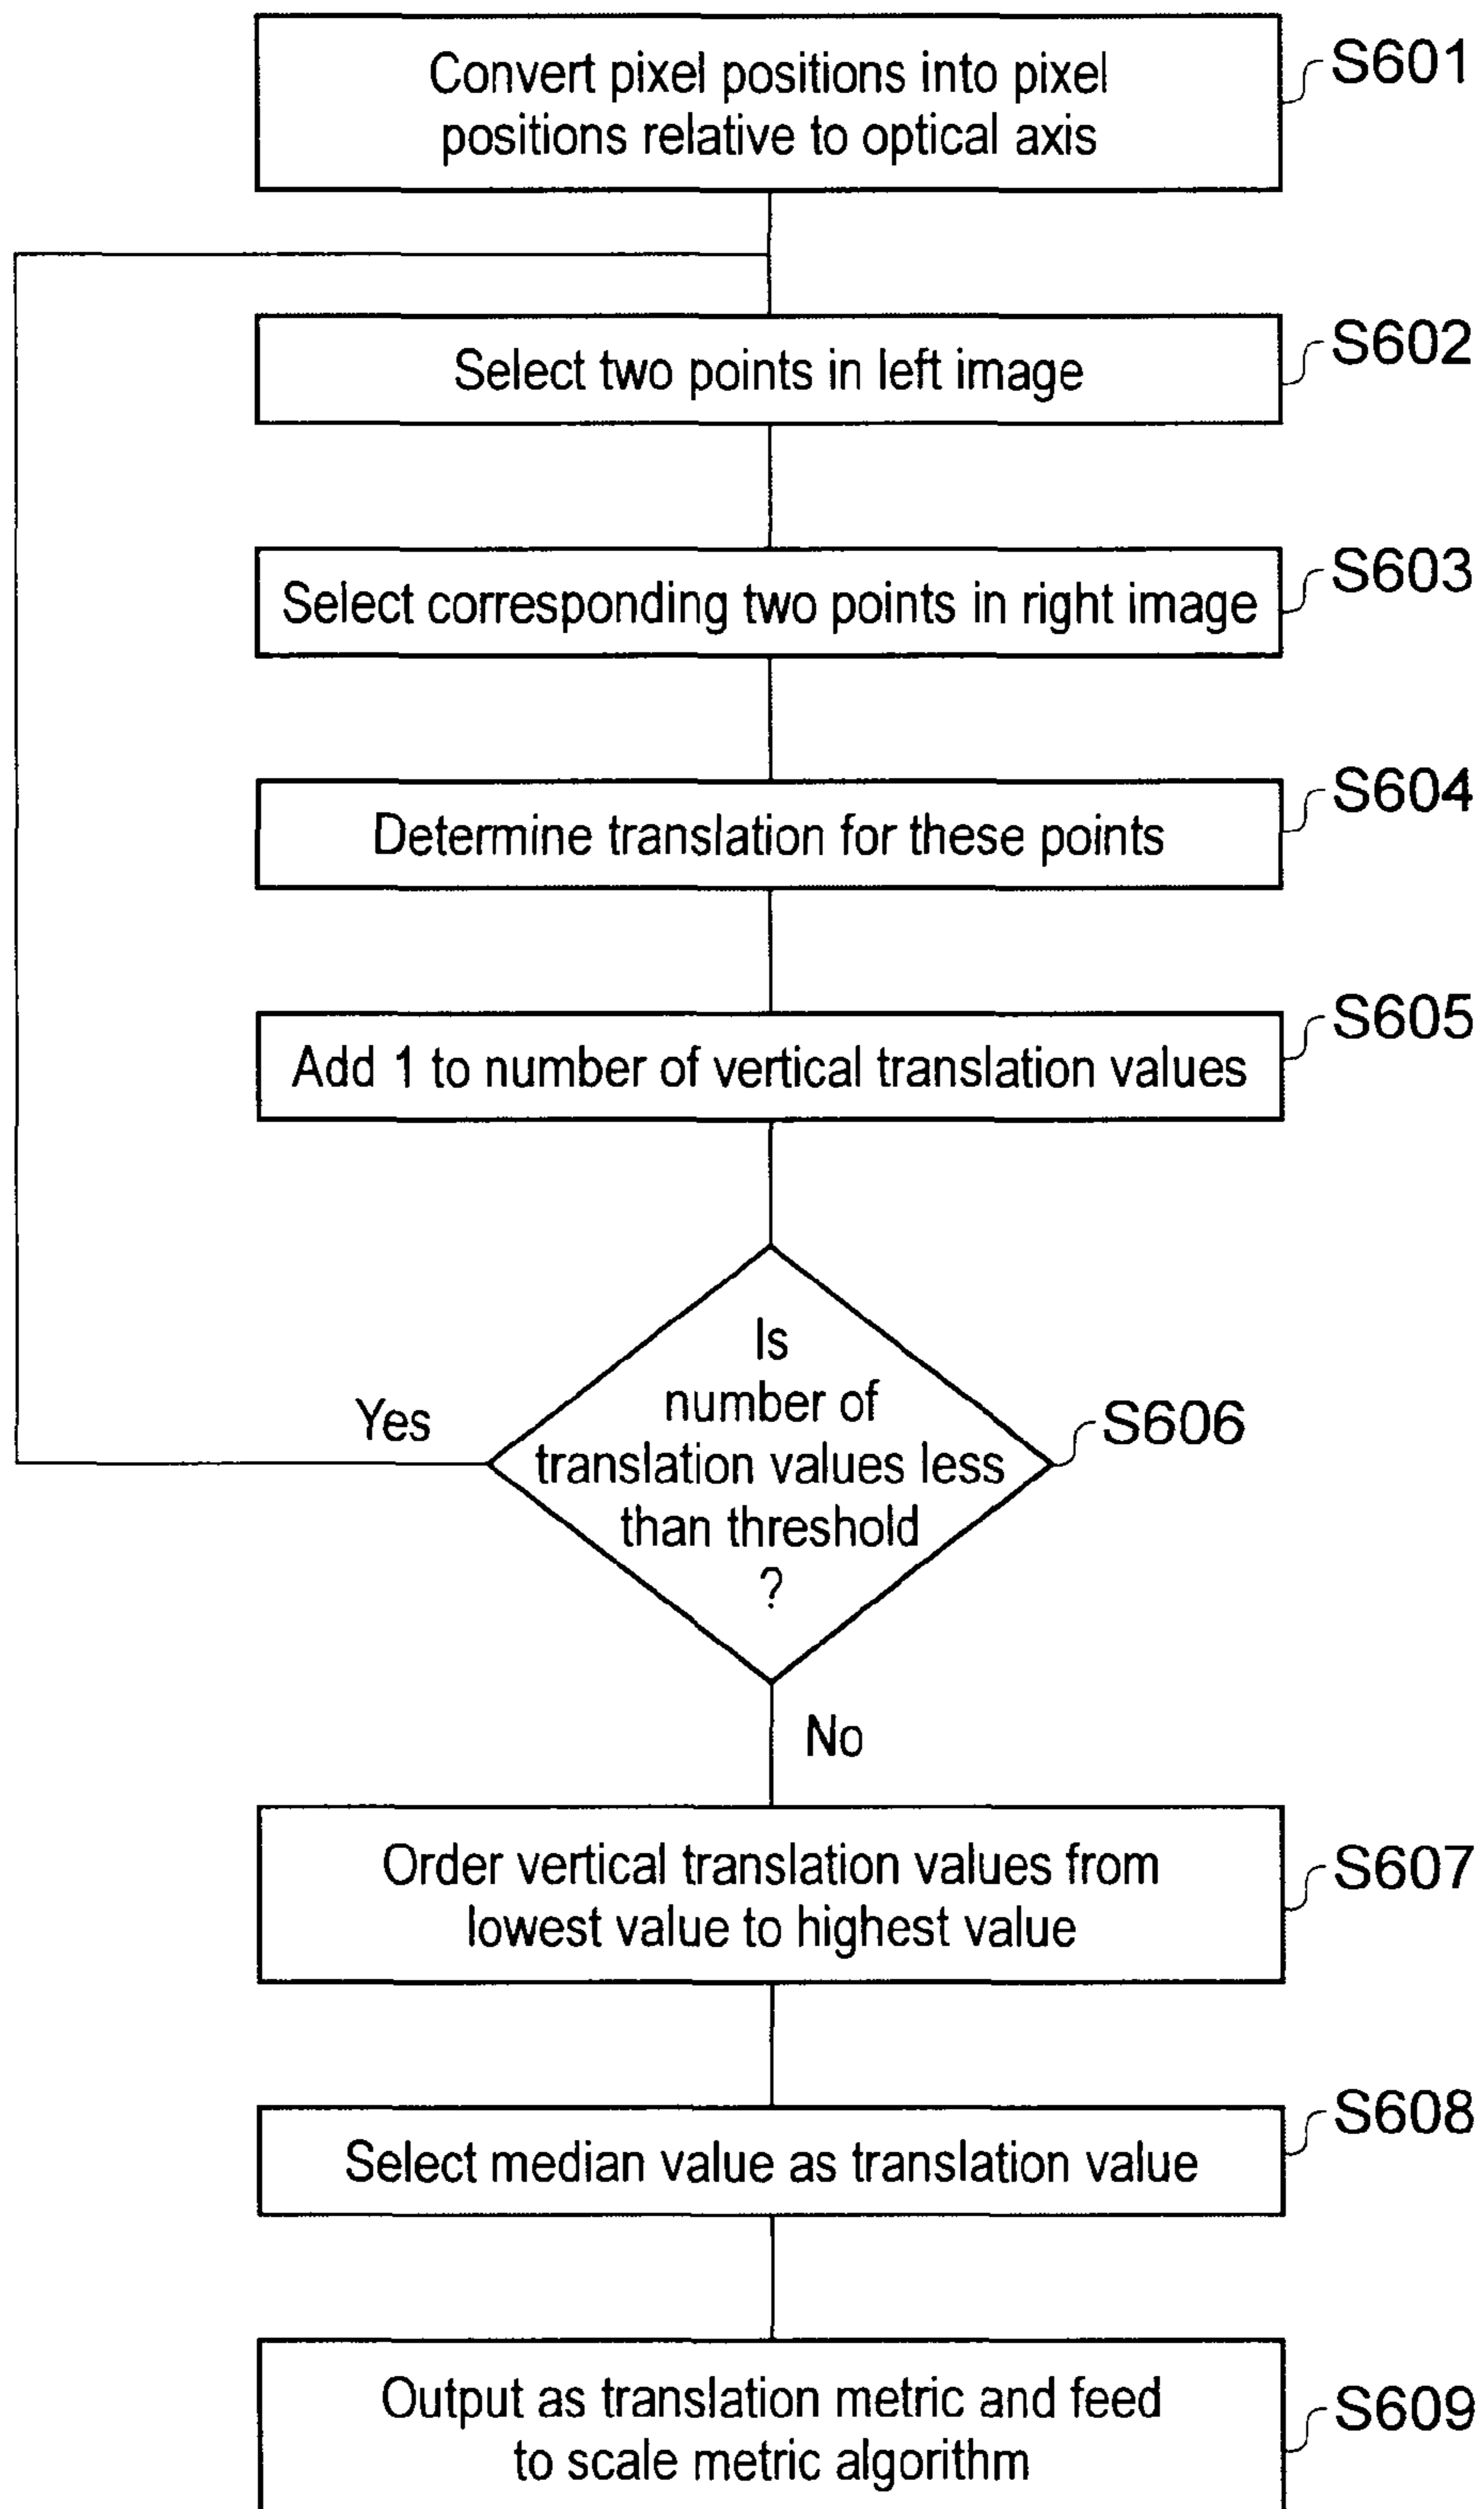 Convert pixel positions into pixel
positions relative to optical axis
S601
Select two points in left image
S602
Select corresponding two points in right image
S603
Determine translation for these points
S604
Add 1 to number of vertical translation values
S605
Is
number of
translation values less
than threshold
?
S606
Yes
No
Order vertical translation values from
lowest value to highest value
S607
Select median value as translation value
S608
Output as translation metric and feed
to scale metric algorithm
S609